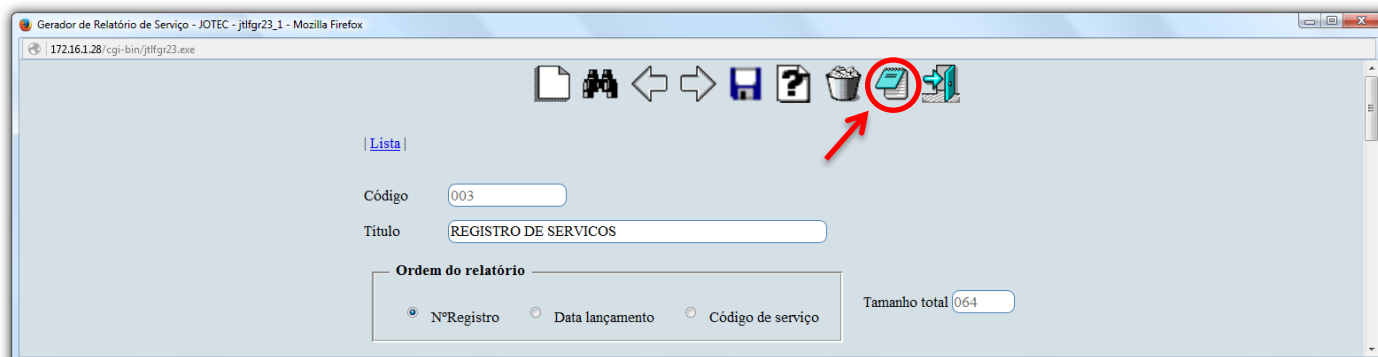 Gerador de Relatório de Serviço - JOTEC - jtlfgr23_1 - Mozilla Firefox
172.16.1.28/cgi-bin/jtlfgr23.exe
| Lista |
Código 003
Título REGISTRO DE SERVICOS
Ordem do relatório
Tamanho total 064
NºRegistro Data lançamento Código de serviço